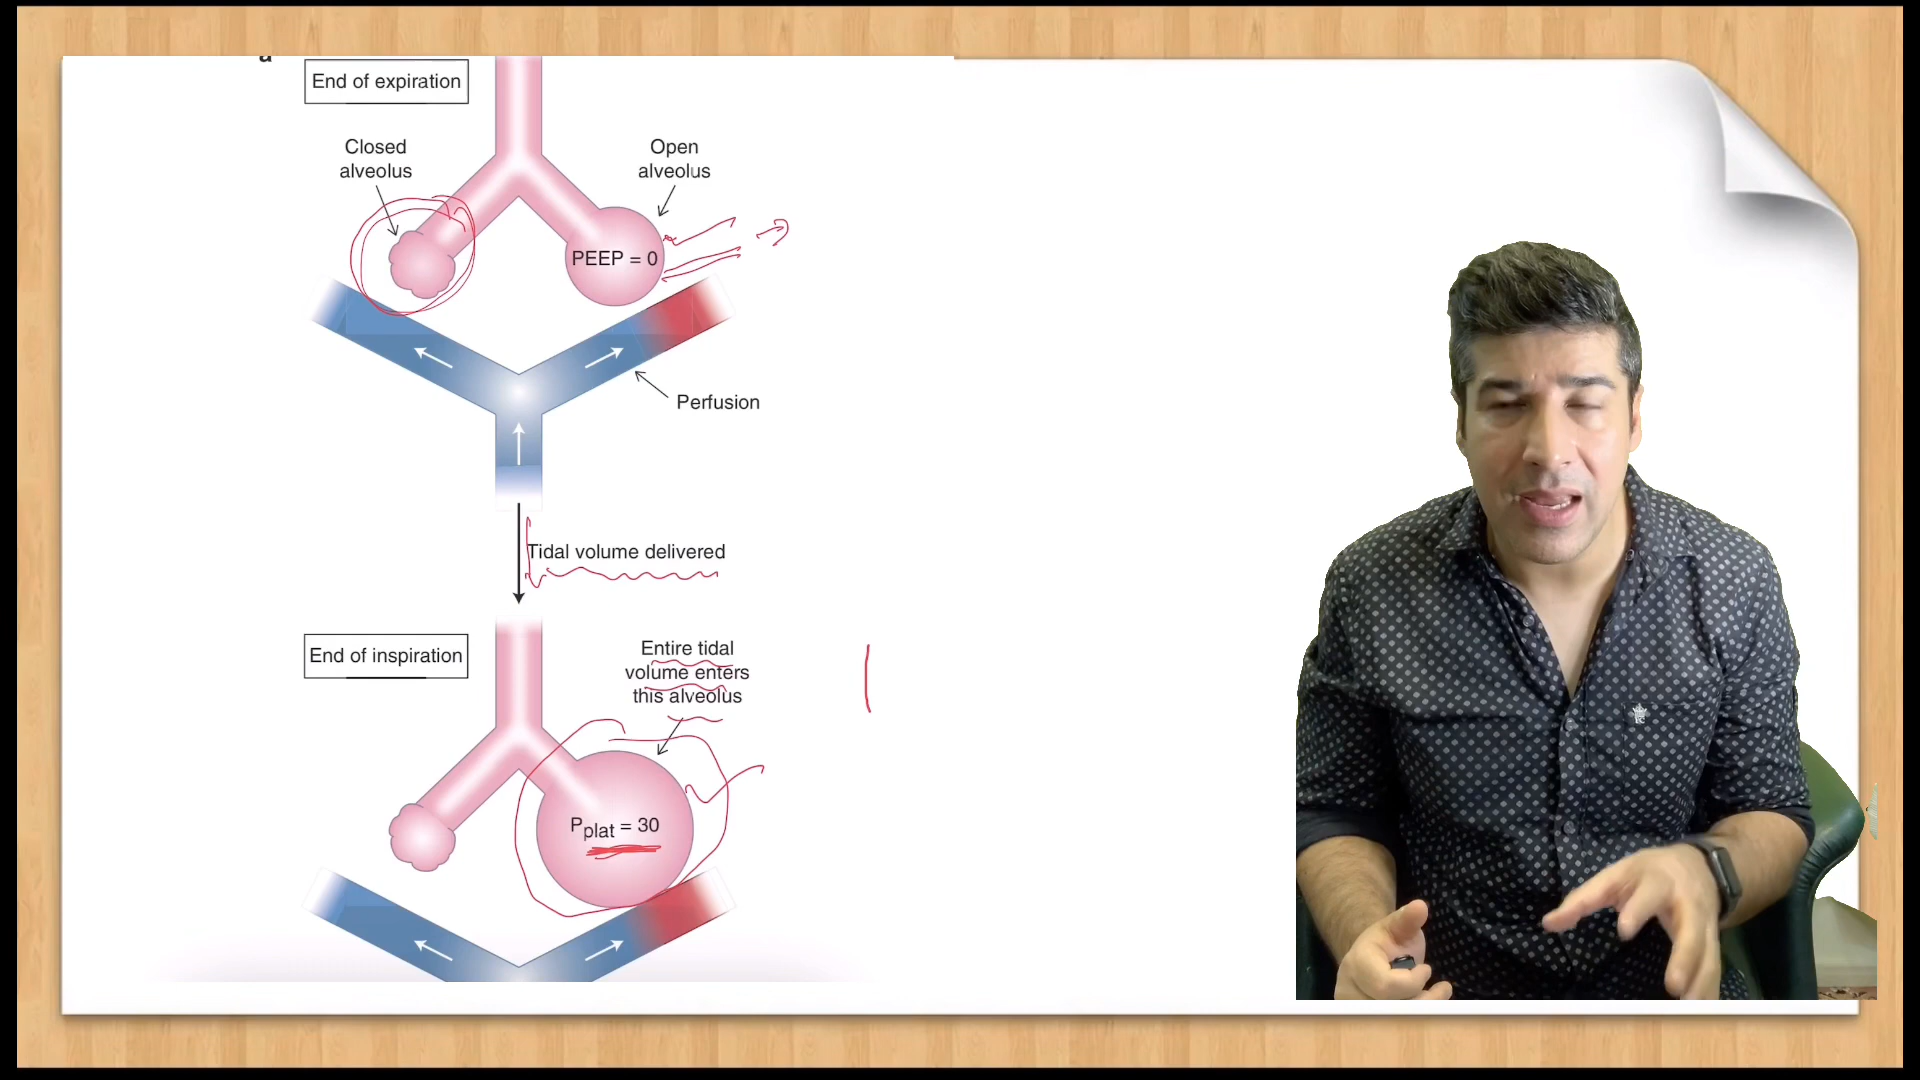 End of expiration
Closed
alveolus
Open
alveolus
PEEP = 0
Perfusion
Tidal volume delivered
End of inspiration
Entire tidal
volume enters
this alveolus
Pplat = 30